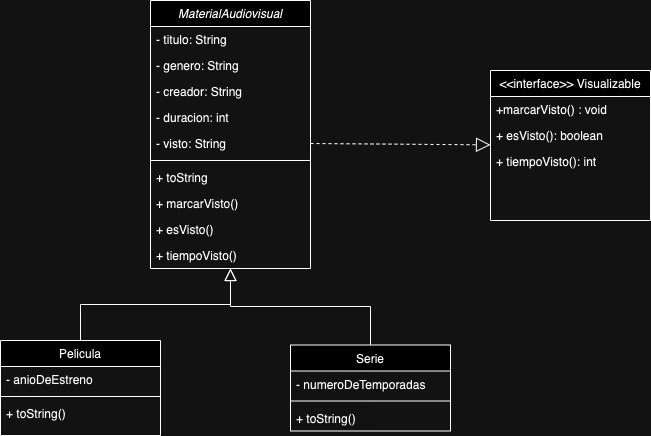 MaterialAudiovisual
- titulo: String
- genero: String
- creador: String
- duracion: int
- visto: String
+ toString
+ marcarVisto()
+ esVisto()
+ tiempoVisto()
<<interface>> Visualizable
+marcarVisto() : void
+ esVisto(): boolean
+ tiempoVisto(): int
Pelicula
- anioDeEstreno
+ toString()
Serie
- numeroDeTemporadas
+ toString()